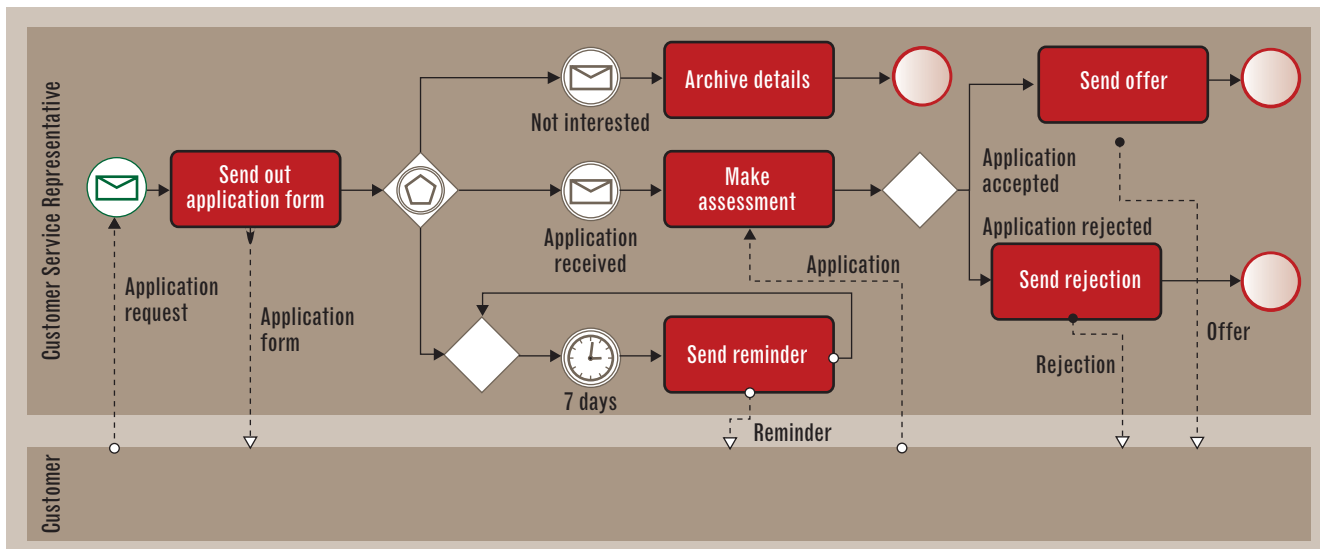 Customer Service Representative
Archive details
Send offer
Not interested
Send out
application form
Make
assessment
Application
accepted
Application
received
Application rejected
Application
request
Application
form
Application
Send rejection
Send reminder
Offer
Rejection
7 days
Reminder
Customer